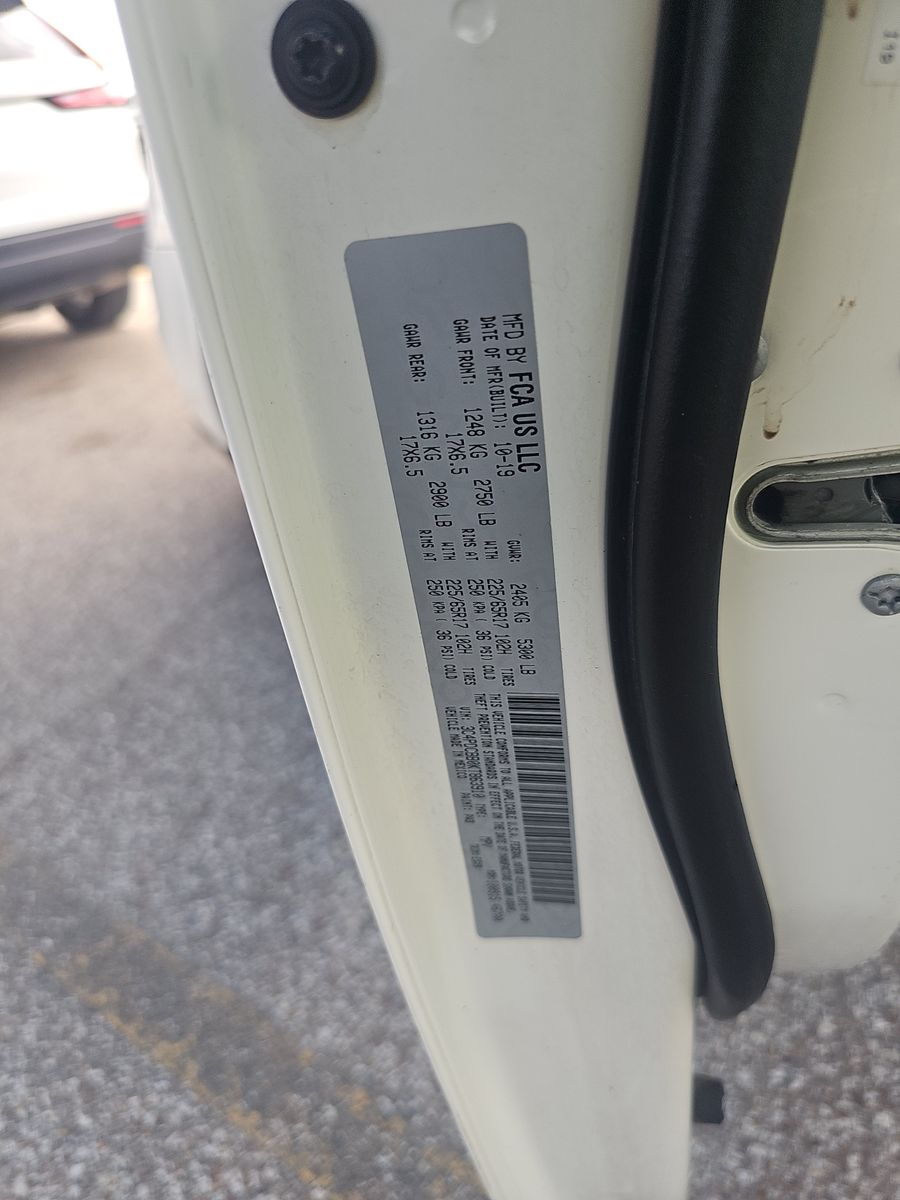 MFD BY FCA US LLC
DATE OF MFR(BUILT): 10-19 GVWR: 2405 KG 5300 LB
GAWR FRONT: 1248 KG 2750 LB WITH 225/65R17 102H TIRES
17X6.5 RIMS AT 250 KPA( 36 PSI) COLD
GAWR REAR: 1316 KG 2900 LB WITH 225/65R17 102H TIRES
17X6.5 RIMS AT 250 KPA( 36 PSI) COLD
THIS VEHICLE CONFORMS TO ALL APPLICABLE U.S.A. FEDERAL MOTOR VEHICLE SAFETY AND
THEFT PREVENTION STANDARDS IN EFFECT ON THE DATE OF MANUFACTURE SHOWN ABOVE.
VIN: TYPE: MPV
VEHICLE MADE IN MEXICO PAINT: